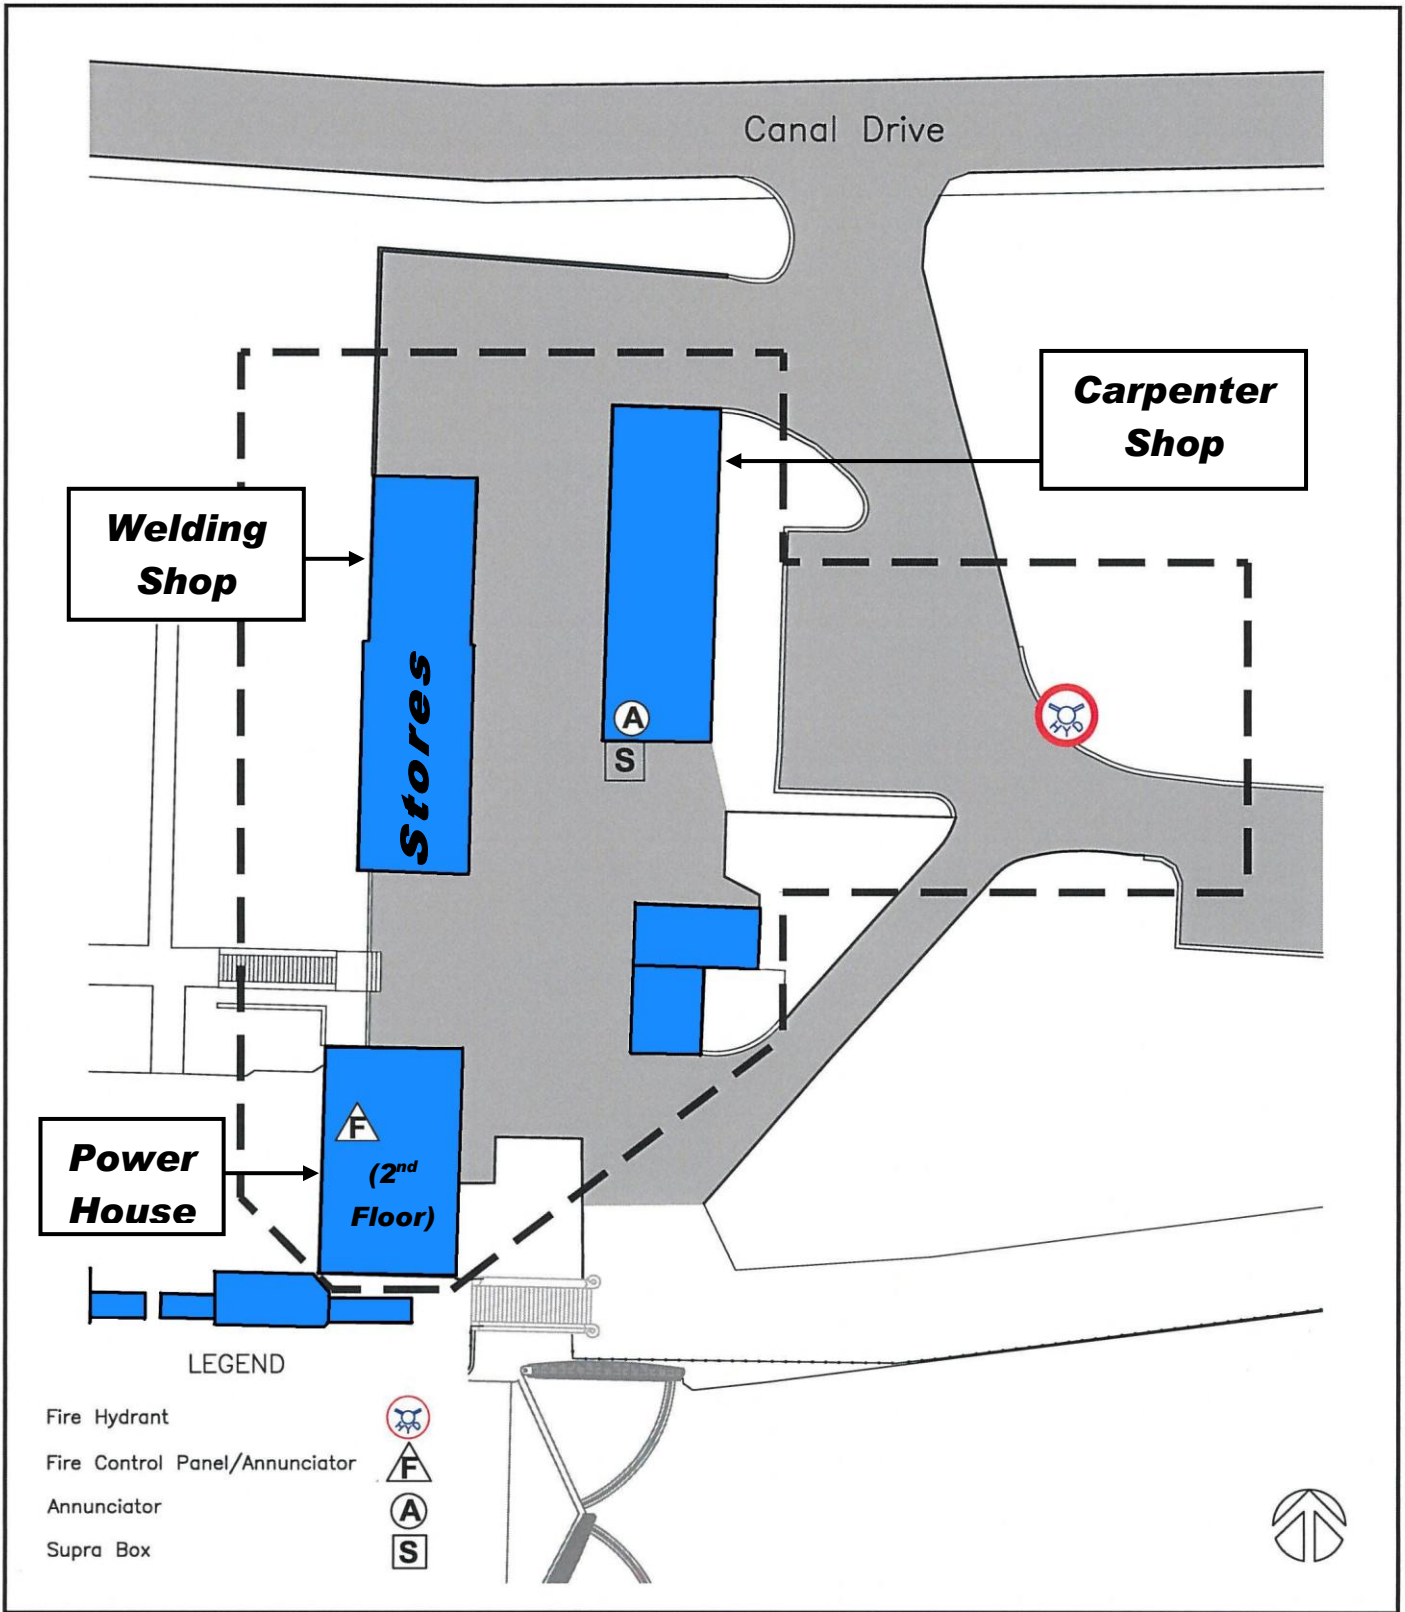 Canal Drive
Carpenter
Shop
Welding
Shop
Stores
A
S
F
(2nd
Floor)
Power
House
LEGEND
Fire Hydrant
HYD
Fire Control Panel/Annunciator
F
Annunciator
A
Supra Box
S